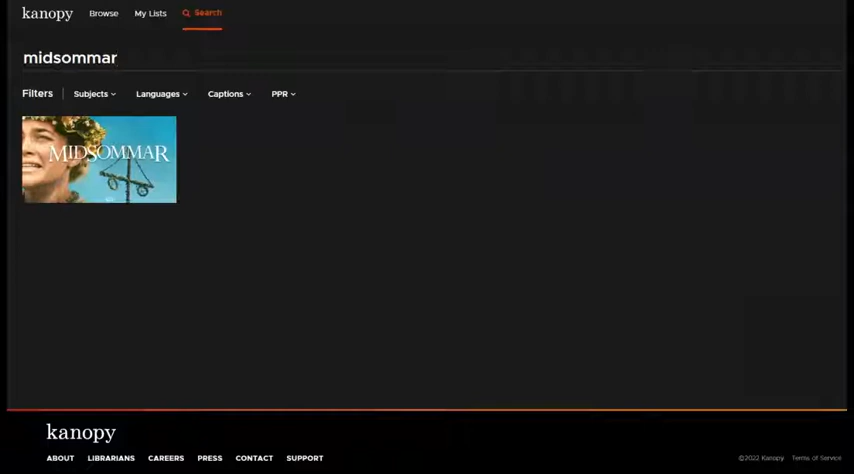 kanopy Browse My Lists Search
midsommar
Filters Subjects Languages Captions PPR
MIDSOMMAR
kanopy
ABOUT LIBRARIANS CAREERS PRESS CONTACT SUPPORT ©2022 Kanopy Terms of Service